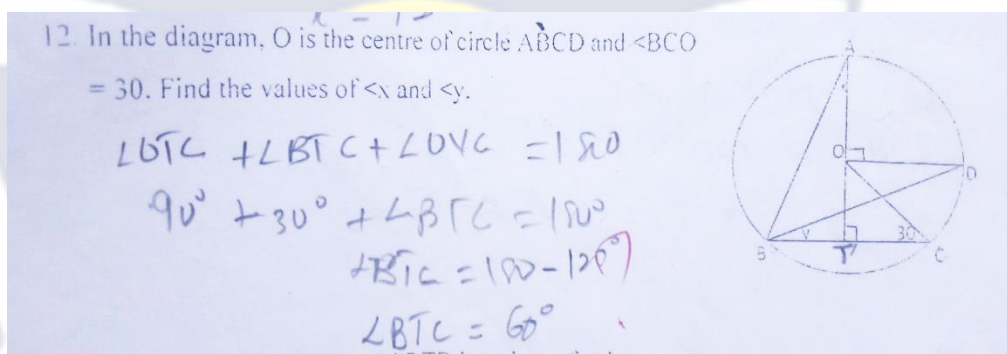 12. In the diagram, O is the centre of circle ABCD and <BCO
= 30. Find the values of <x and <y.
∠OTC + ∠BTC + ∠OYC = 180
90° + 30° + ∠BTC = 180°
∠BTC = 180 - 120°
∠BTC = 60°
A
O
D
B
y
T
30
C